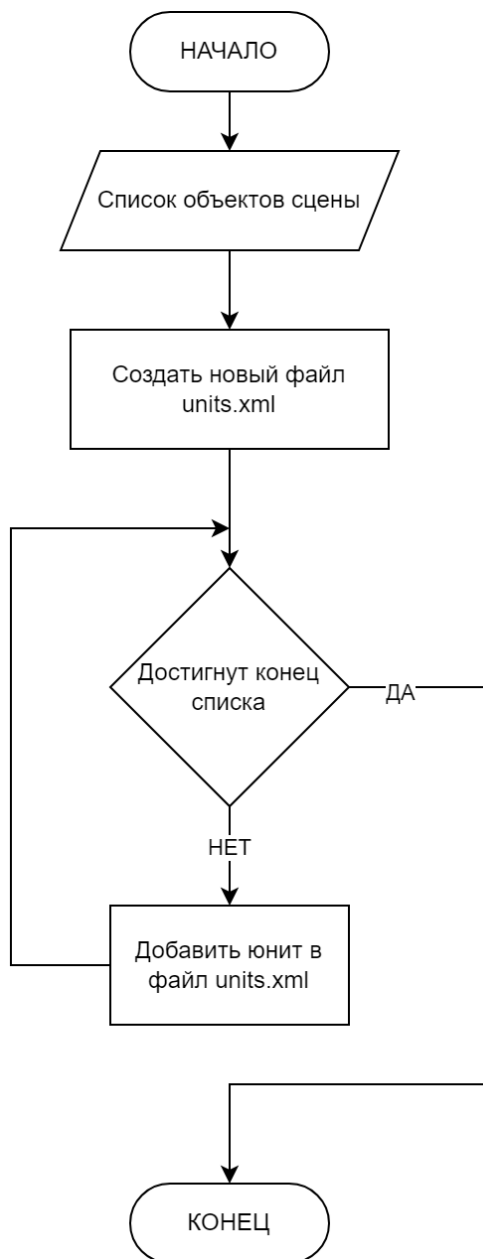 НАЧАЛО
Список объектов сцены
Создать новый файл
units.xml
Достигнут конец
списка
ДА
НЕТ
Добавить юнит в
файл units.xml
КОНЕЦ